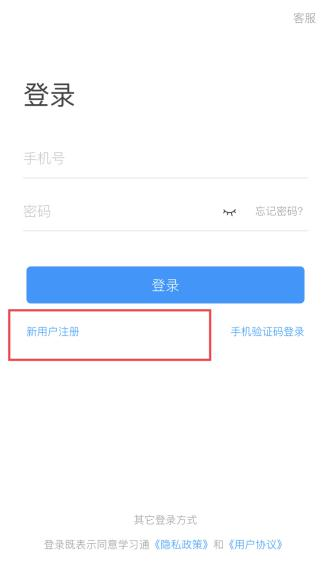 客服
登录
手机号
密码 忘记密码?
登录
新用户注册 手机验证码登录
其它登录方式
登录既表示同意学习通《隐私政策》和《用户协议》